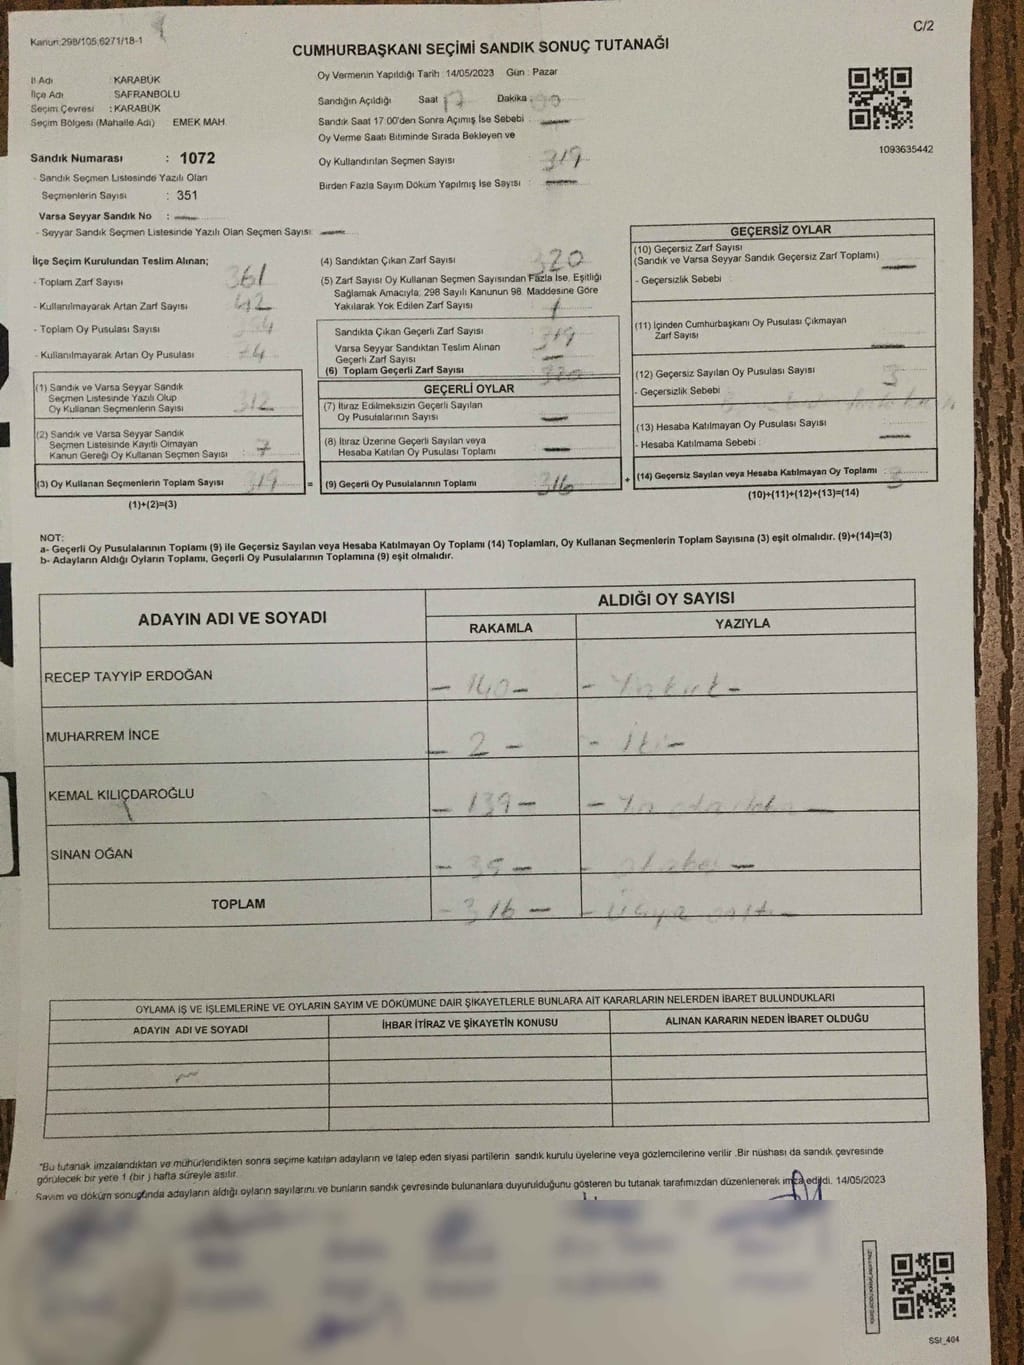 Kanun:298/105,6271/18-1
C/2
CUMHURBAŞKANI SEÇİMİ SANDIK SONUÇ TUTANAĞI
İl Adı : KARABÜK
İlçe Adı SAFRANBOLU
Seçim Çevresi : KARABÜK
Seçim Bölgesi (Mahalle Adı) EMEK MAH.
Sandık Numarası : 1072
- Sandık Seçmen Listesinde Yazılı Olan
Seçmenlerin Sayısı : 351
Varsa Seyyar Sandık No :
- Seyyar Sandık Seçmen Listesinde Yazılı Olan Seçmen Sayısı:
Oy Vermenin Yapıldığı Tarih : 14/05/2023 Gün : Pazar
Sandığın Açıldığı Saat 17 Dakika :
Sandık Saat 17:00'den Sonra Açımış İse Sebebi :
Oy Verme Saati Bitiminde Sırada Bekleyen ve
Oy Kullandırılan Seçmen Sayısı 319
Birden Fazla Sayım Döküm Yapılmış İse Sayısı :
1093635442
İlçe Seçim Kurulundan Teslim Alınan;
- Toplam Zarf Sayısı : 361
- Kullanılmayarak Artan Zarf Sayısı : 42
- Toplam Oy Pusulası Sayısı
- Kullanılmayarak Artan Oy Pusulası
(1) Sandık ve Varsa Seyyar Sandık
Seçmen Listesinde Yazılı Olup
Oy Kullanan Seçmenlerin Sayısı : 312
(2) Sandık ve Varsa Seyyar Sandık
Seçmen Listesinde Kayıtlı Olmayan
Kanun Gereği Oy Kullanan Seçmen Sayısı : 7
(3) Oy Kullanan Seçmenlerin Toplam Sayısı 319
(1)+(2)=(3)
(4) Sandıktan Çıkan Zarf Sayısı 320
(5) Zarf Sayısı Oy Kullanan Seçmen Sayısından Fazla İse, Eşitliği
Sağlamak Amacıyla; 298 Sayılı Kanunun 98. Maddesine Göre
Yakılarak Yok Edilen Zarf Sayısı : 1
Sandıkta Çıkan Geçerli Zarf Sayısı 319
Varsa Seyyar Sandıktan Teslim Alınan
Geçerli Zarf Sayısı
(6) Toplam Geçerli Zarf Sayısı 320
GEÇERLİ OYLAR
(7) İtiraz Edilmeksizin Geçerli Sayılan
Oy Pusulalarının Sayısı
(8) İtiraz Üzerine Geçerli Sayılan veya
Hesaba Katılan Oy Pusulası Toplamı
= (9) Geçerli Oy Pusulalarının Toplamı 316
GEÇERSİZ OYLAR
(10) Geçersiz Zarf Sayısı
(Sandık ve Varsa Seyyar Sandık Geçersiz Zarf Toplamı)
- Geçersizlik Sebebi :
(11) İçinden Cumhurbaşkanı Oy Pusulası Çıkmayan
Zarf Sayısı
(12) Geçersiz Sayılan Oy Pusulası Sayısı 3
- Geçersizlik Sebebi
(13) Hesaba Katılmayan Oy Pusulası Sayısı
- Hesaba Katılmama Sebebi :
+ (14) Geçersiz Sayılan veya Hesaba Katılmayan Oy Toplamı 3
(10)+(11)+(12)+(13)=(14)
NOT:
a- Geçerli Oy Pusulalarının Toplamı (9) ile Geçersiz Sayılan veya Hesaba Katılmayan Oy Toplamı (14) Toplamları, Oy Kullanan Seçmenlerin Toplam Sayısına (3) eşit olmalıdır. (9)+(14)=(3)
b- Adayların Aldığı Oyların Toplamı, Geçerli Oy Pusulalarının Toplamına (9) eşit olmalıdır.
ADAYIN ADI VE SOYADI ALDIĞI OY SAYISI
RAKAMLA YAZIYLA
RECEP TAYYİP ERDOĞAN - 140 - - Yüzkırk -
MUHARREM İNCE - 2 - - İki -
KEMAL KILIÇDAROĞLU - 139 -
SİNAN OĞAN - 35 -
TOPLAM - 316 -
OYLAMA İŞ VE İŞLEMLERİNE VE OYLARIN SAYIM VE DÖKÜMÜNE DAİR ŞİKAYETLERLE BUNLARA AİT KARARLARIN NELERDEN İBARET BULUNDUKLARI
ADAYIN ADI VE SOYADI İHBAR İTİRAZ VE ŞİKAYETİN KONUSU ALINAN KARARIN NEDEN İBARET OLDUĞU
"Bu tutanak imzalandıktan ve mühürlendikten sonra seçime katılan adayların ve talep eden siyasi partilerin sandık kurulu üyelerine veya gözlemcilerine verilir .Bir nüshası da sandık çevresinde
görülecek bir yere 1 (bir ) hafta süreyle asılır.
Sayım ve döküm sonuçunda adayların aldığı oyların sayılarını ve bunların sandık çevresinde bulunanlara duyurulduğunu gösteren bu tutanak tarafımızdan düzenlenerek imza edildi. 14/05/2023
SSI_404